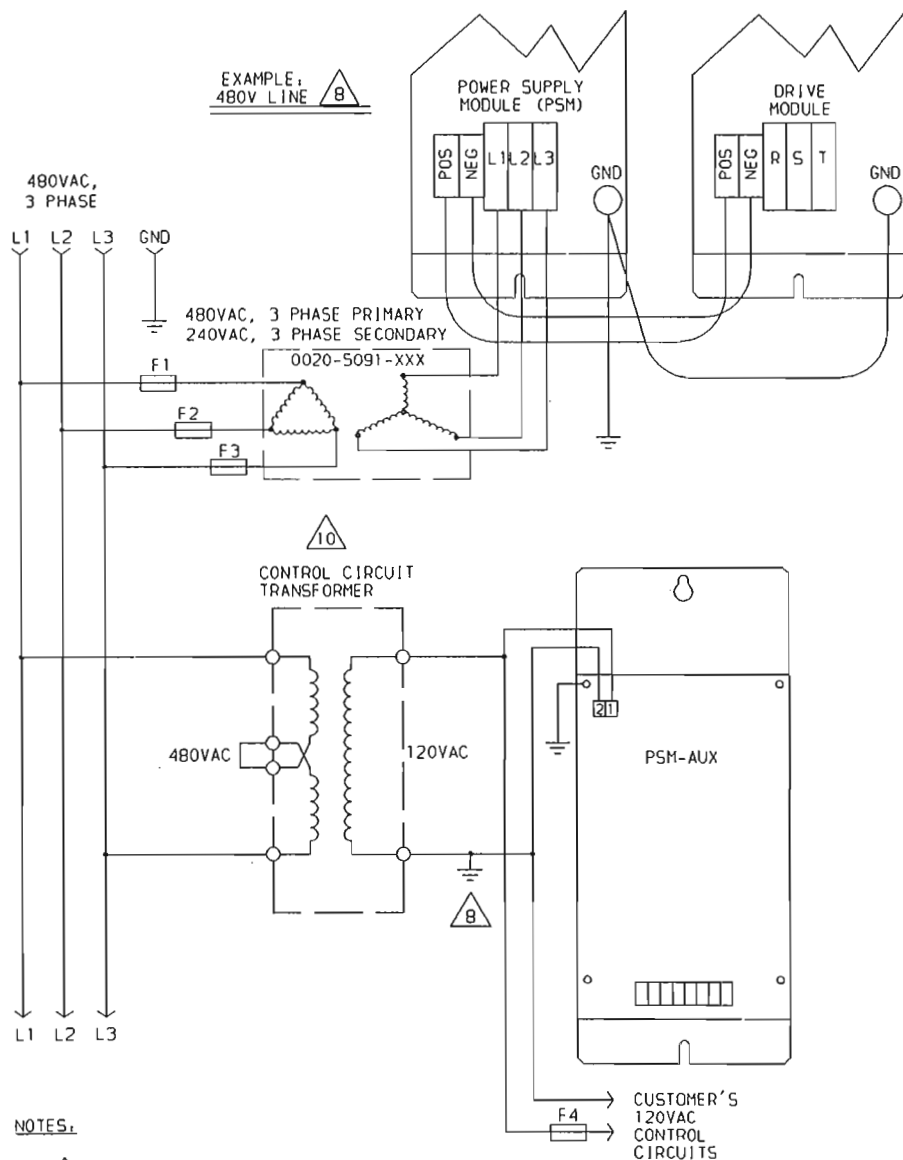 EXAMPLE:
480V LINE
8
POWER SUPPLY
MODULE (PSM)
DRIVE
MODULE
POS
NEG
L1
L2
L3
GND
POS
NEG
R
S
T
GND
480VAC,
3 PHASE
L1 L2 L3 GND
480VAC, 3 PHASE PRIMARY
240VAC, 3 PHASE SECONDARY
0020-5091-XXX
F1
F2
F3
10
CONTROL CIRCUIT
TRANSFORMER
480VAC
120VAC
8
2 1
PSM-AUX
L1 L2 L3
CUSTOMER'S
120VAC
CONTROL
CIRCUITS
F4
NOTES: